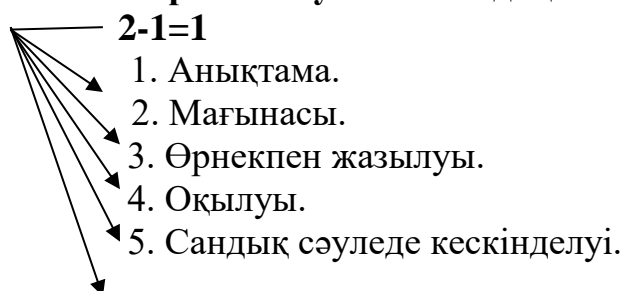 2-1=1
1. Анықтама.
2. Мағынасы.
3. Өрнекпен жазылуы.
4. Оқылуы.
5. Сандық сәуледе кескінделуі.